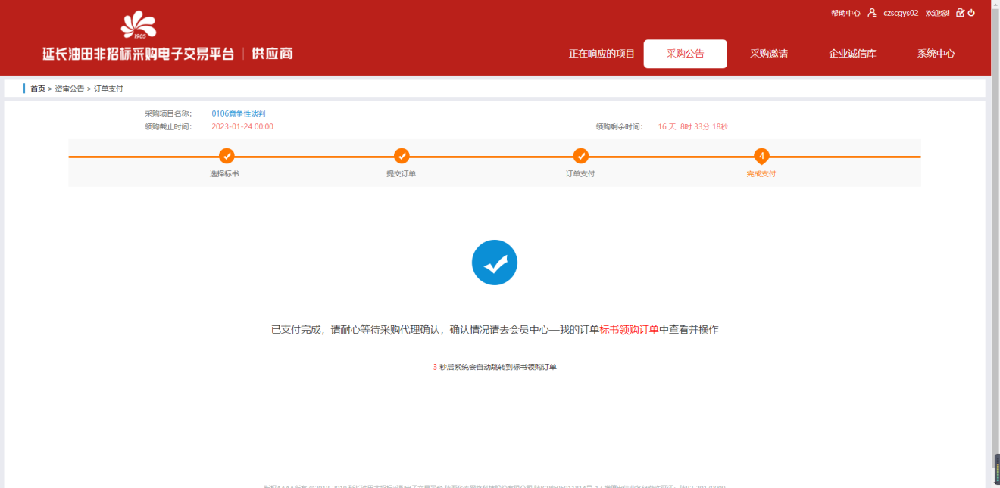 帮助中心 czscgys02 欢迎您!
1905
延长油田非招标采购电子交易平台 | 供应商
正在响应的项目 采购公告 采购邀请 企业诚信库 系统中心
首页 > 资审公告 > 订单支付
采购项目名称: 0106竞争性谈判
领购截止时间: 2023-01-24 00:00 领购剩余时间: 16 天 8时 33分 18秒
4
选择标书 提交订单 订单支付 完成支付
已支付完成，请耐心等待采购代理确认，确认情况请去会员中心—我的订单标书领购订单中查看并操作
3 秒后系统会自动跳转到标书领购订单